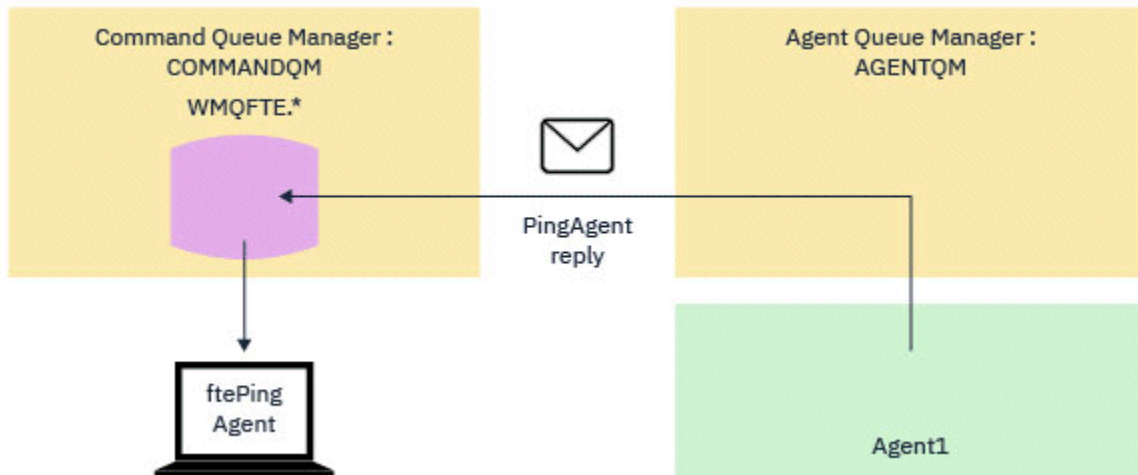 Command Queue Manager :
COMMANDQM
WMQFTE.*
Agent Queue Manager :
AGENTQM
PingAgent
reply
ftePing
Agent
Agent1